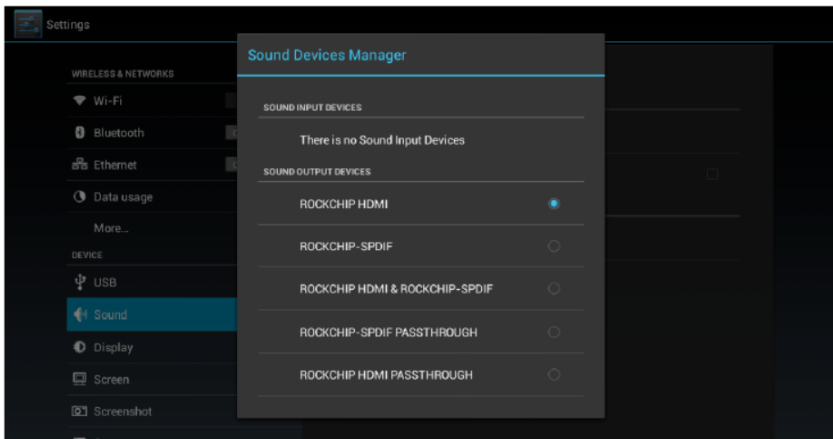 Settings
WIRELESS & NETWORKS
Wi-Fi
Bluetooth
Ethernet
Data usage
More...
DEVICE
USB
Sound
Display
Screen
Screenshot
Sound Devices Manager
SOUND INPUT DEVICES
There is no Sound Input Devices
SOUND OUTPUT DEVICES
ROCKCHIP HDMI
ROCKCHIP-SPDIF
ROCKCHIP HDMI & ROCKCHIP-SPDIF
ROCKCHIP-SPDIF PASSTHROUGH
ROCKCHIP HDMI PASSTHROUGH